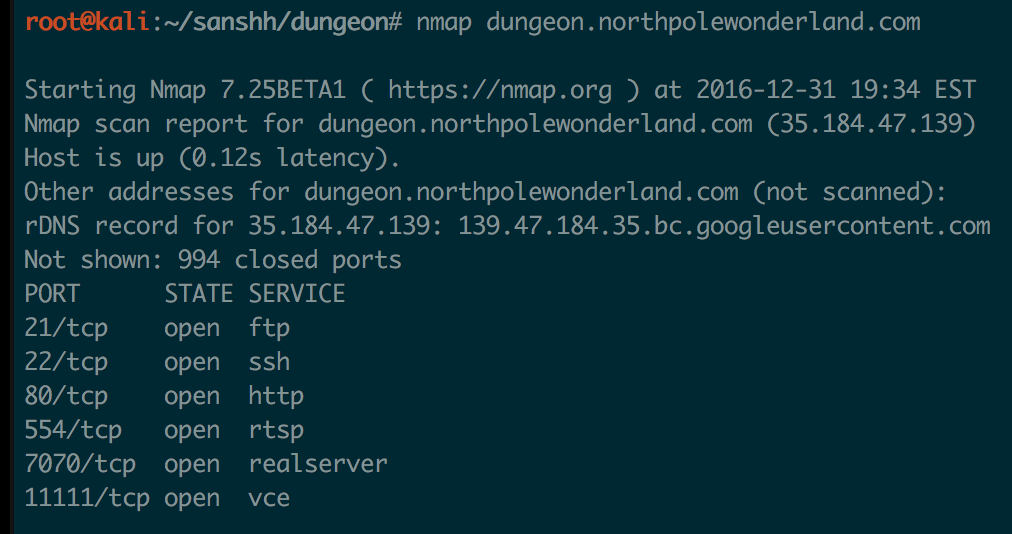 root@kali:~/sanshh/dungeon# nmap dungeon.northpolewonderland.com
Starting Nmap 7.25BETA1 ( https://nmap.org ) at 2016-12-31 19:34 EST
Nmap scan report for dungeon.northpolewonderland.com (35.184.47.139)
Host is up (0.12s latency).
Other addresses for dungeon.northpolewonderland.com (not scanned):
rDNS record for 35.184.47.139: 139.47.184.35.bc.googleusercontent.com
Not shown: 994 closed ports
PORT      STATE SERVICE
21/tcp    open  ftp
22/tcp    open  ssh
80/tcp    open  http
554/tcp   open  rtsp
7070/tcp  open  realserver
11111/tcp open  vce